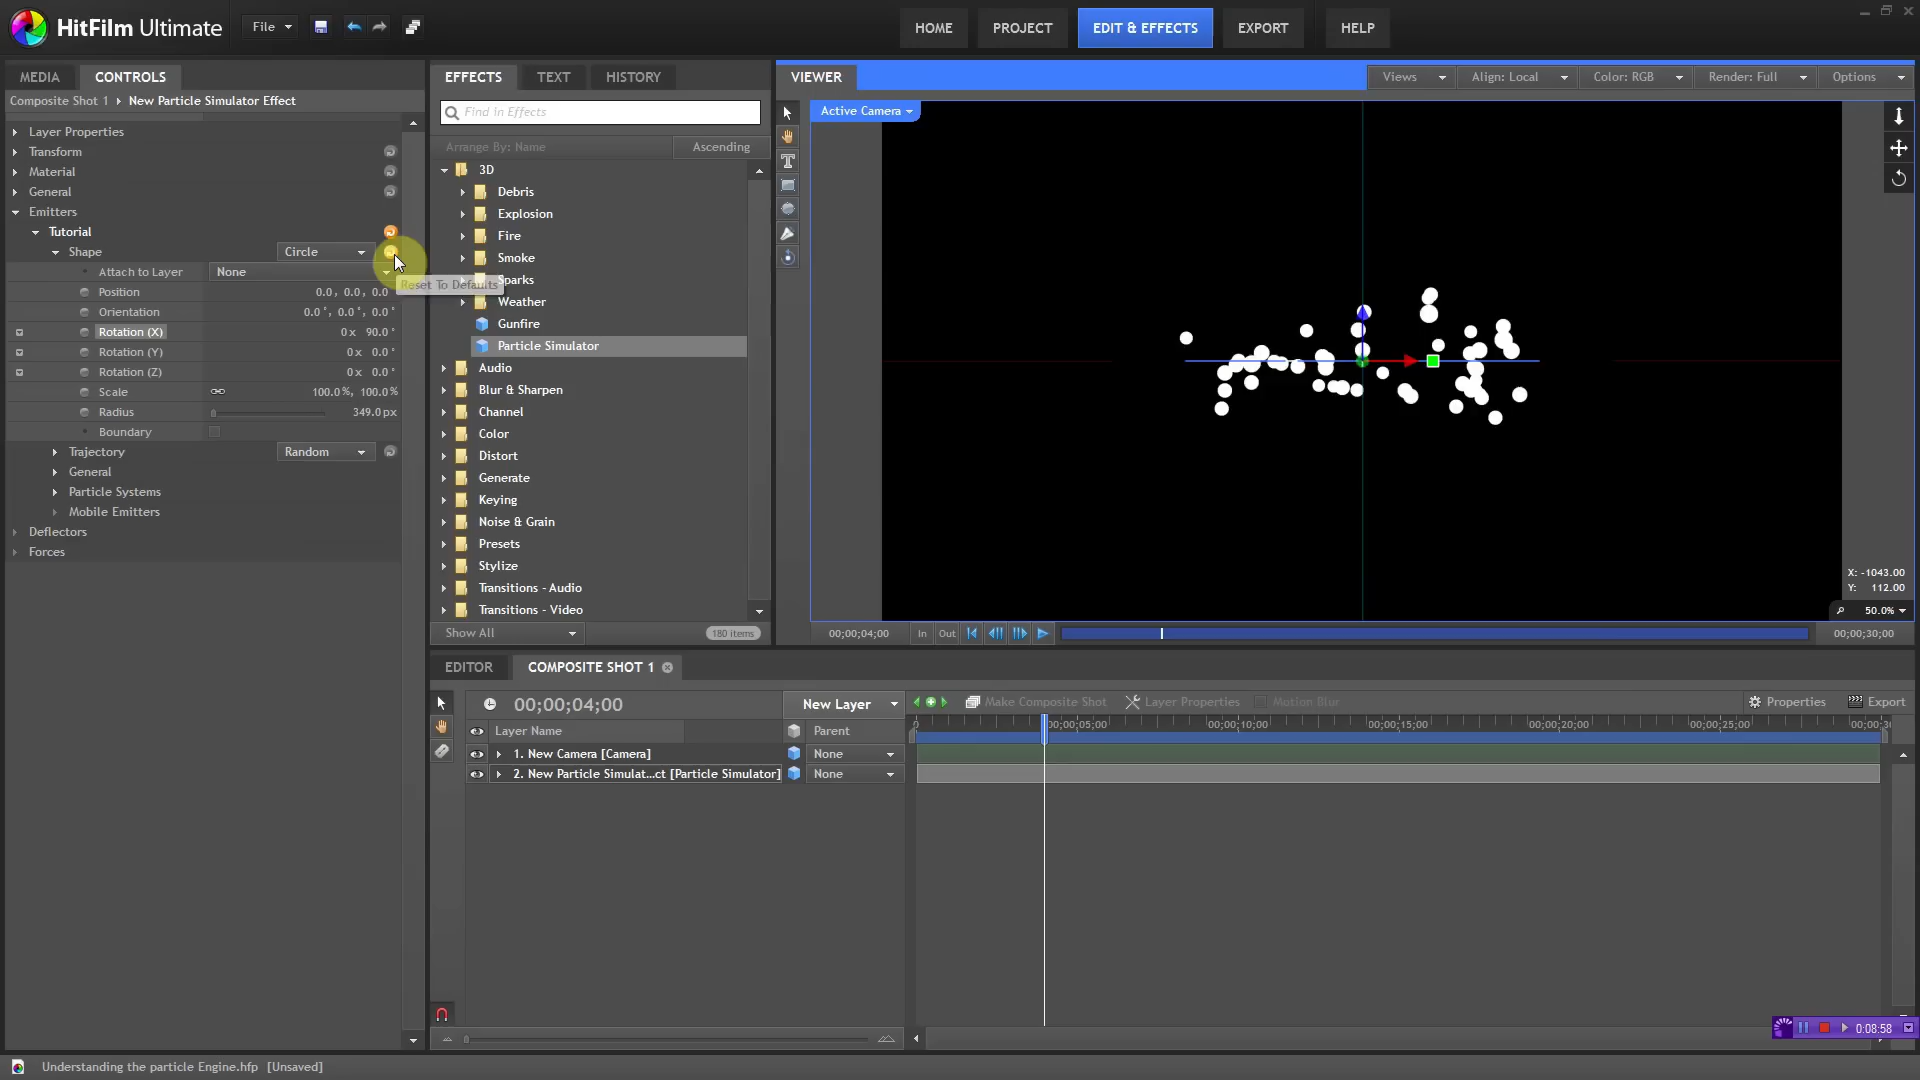 HitFilm Ultimate
File
HOME
PROJECT
EDIT & EFFECTS
EXPORT
HELP
MEDIA
CONTROLS
Composite Shot 1
New Particle Simulator Effect
Layer Properties
Transform
Material
General
Emitters
Tutorial
Shape
Circle
Attach to Layer
None
Position
0.0, 0.0, 0.0
Orientation
0.0°, 0.0°, 0.0°
Rotation (X)
0 x 90.0°
Rotation (Y)
0 x 0.0°
Rotation (Z)
0 x 0.0°
Scale
100.0%, 100.0%
Radius
349.0px
Boundary
Trajectory
Random
General
Particle Systems
Mobile Emitters
Deflectors
Forces
Reset To Defaults
EFFECTS
TEXT
HISTORY
Find in Effects
Arrange By: Name
Ascending
3D
Debris
Explosion
Fire
Smoke
Sparks
Weather
Gunfire
Particle Simulator
Audio
Blur & Sharpen
Channel
Color
Distort
Generate
Keying
Noise & Grain
Presets
Stylize
Transitions - Audio
Transitions - Video
Show All
180 items
VIEWER
Views
Align: Local
Color: RGB
Render: Full
Options
Active Camera
T
X: -1043.00
Y: 112.00
50.0%
00;00;04;00
In
Out
00;00;30;00
EDITOR
COMPOSITE SHOT 1
00;00;04;00
New Layer
Make Composite Shot
Layer Properties
Motion Blur
Properties
Export
Layer Name
Parent
00;00;05;00
00;00;10;00
00;00;15;00
00;00;20;00
00;00;25;00
1. New Camera [Camera]
None
2. New Particle Simulat...ct [Particle Simulator]
None
0:08:58
Understanding the particle Engine.hfp [Unsaved]